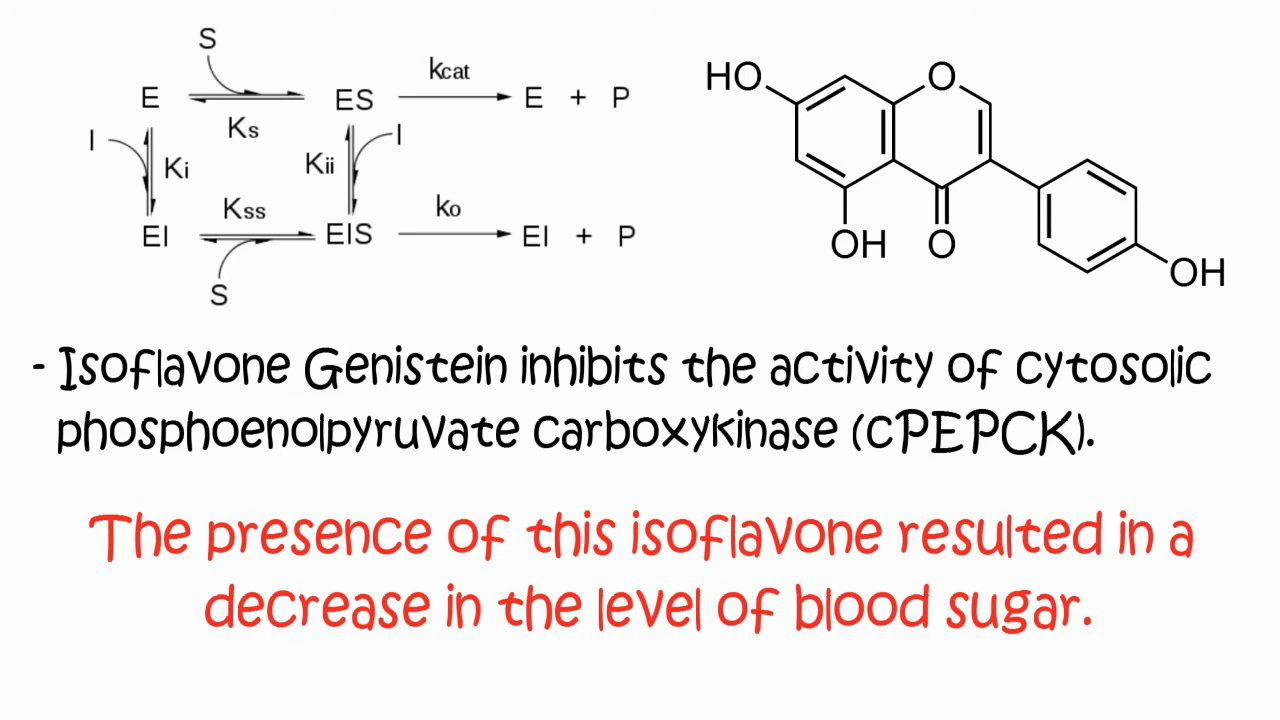 S
kcat
E ES E + P
Ks
I I
Ki Kii
Kss ko
EI EIS EI + P
S
HO O
OH O
OH
- Isoflavone Genistein inhibits the activity of cytosolic
phosphoenolpyruvate carboxykinase (cPEPCK).
The presence of this isoflavone resulted in a
decrease in the level of blood sugar.